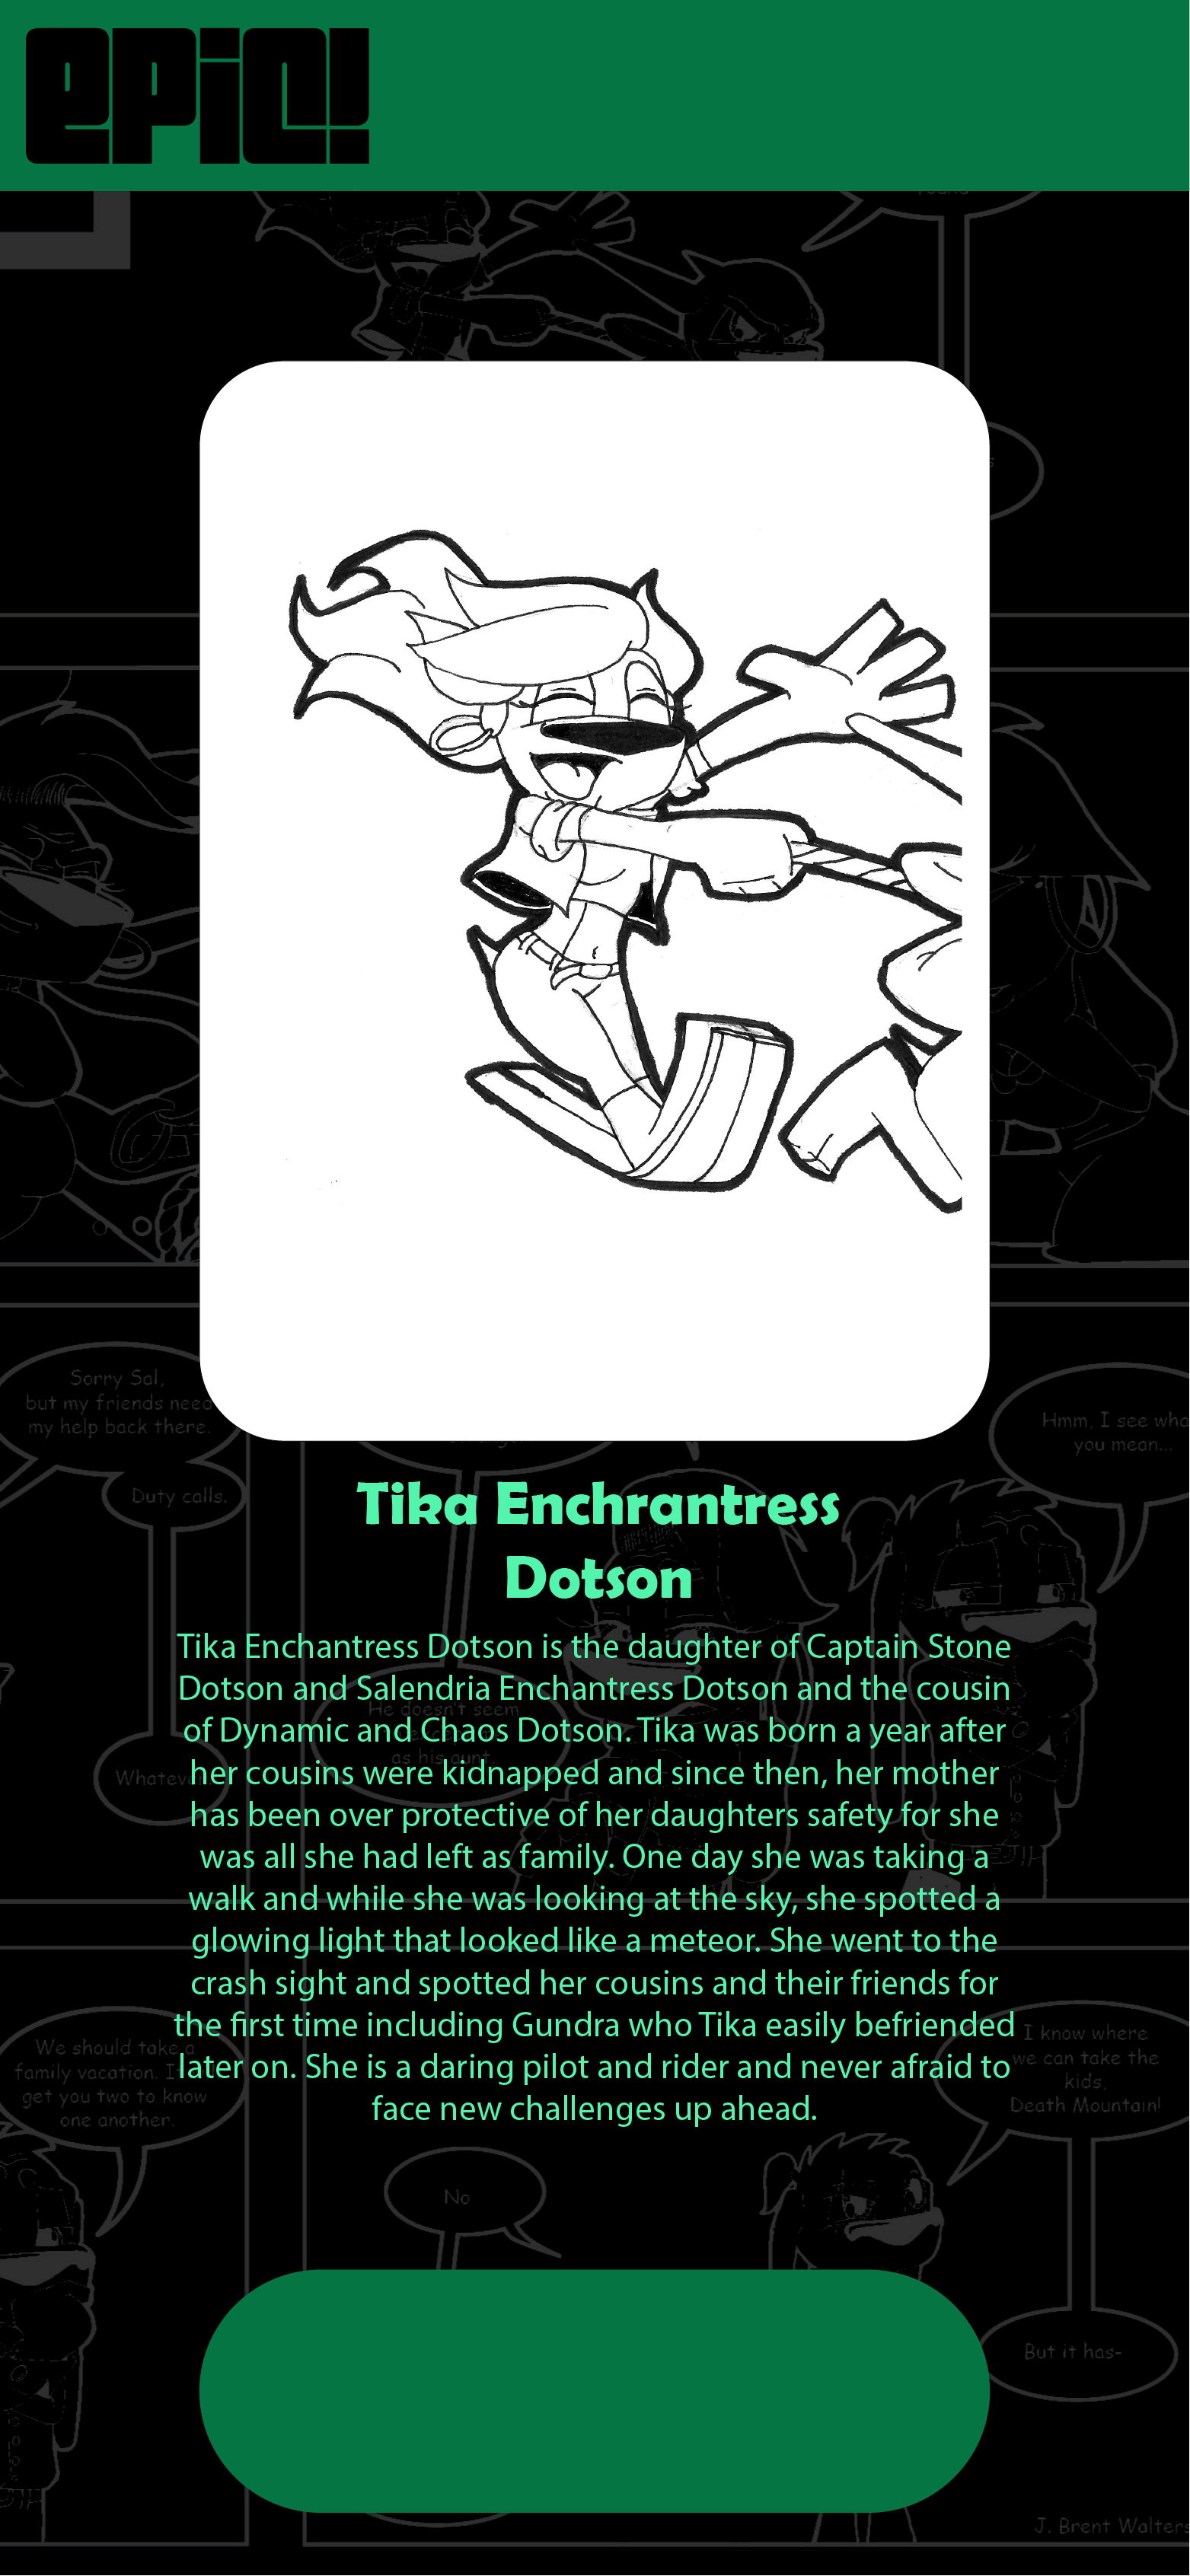 epic!
round
Sorry Sal,
but my friends need
my help back there.
Duty calls.
Hmm, I see
you mean...
Tika Enchrantress
Dotson
Tika Enchantress Dotson is the daughter of Captain Stone
Dotson and Salendria Enchantress Dotson and the cousin
of Dynamic and Chaos Dotson. Tika was born a year after
her cousins were kidnapped and since then, her mother
has been over protective of her daughters safety for she
was all she had left as family. One day she was taking a
walk and while she was looking at the sky, she spotted a
glowing light that looked like a meteor. She went to the
crash sight and spotted her cousins and their friends for
the first time including Gundra who Tika easily befriended
later on. She is a daring pilot and rider and never afraid to
face new challenges up ahead.
He doesn't seem
as his aunt.
Whatever
We should take a
family vacation.
get you two to know
one another.
I know where
we can take the
kids,
Death Mountain!
No
But it has-
J. Brent Walters